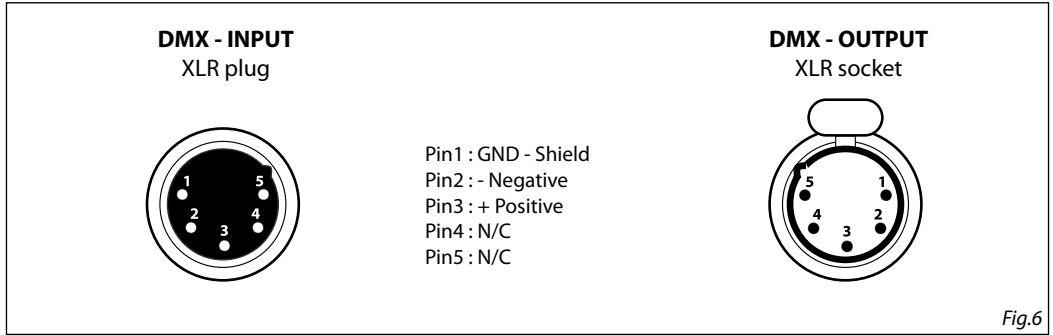 DMX - INPUT
XLR plug
1
5
2
4
3
Pin1 : GND - Shield
Pin2 : - Negative
Pin3 : + Positive
Pin4 : N/C
Pin5 : N/C
DMX - OUTPUT
XLR socket
5
1
4
2
3
Fig.6